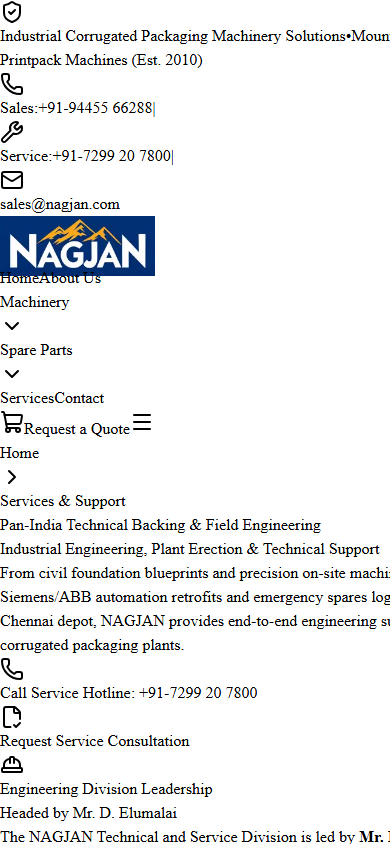 Industrial Corrugated Packaging Machinery Solutions•Moun
Printpack Machines (Est. 2010)
Sales:+91-94455 66288|
Service:+91-7299 20 7800|
sales@nagjan.com
NAGJAN
HomeAbout Us
Machinery
Spare Parts
ServicesContact
Request a Quote
Home
Services & Support
Pan-India Technical Backing & Field Engineering
Industrial Engineering, Plant Erection & Technical Support
From civil foundation blueprints and precision on-site machi
Siemens/ABB automation retrofits and emergency spares log
Chennai depot, NAGJAN provides end-to-end engineering su
corrugated packaging plants.
Call Service Hotline: +91-7299 20 7800
Request Service Consultation
Engineering Division Leadership
Headed by Mr. D. Elumalai
The NAGJAN Technical and Service Division is led by Mr.